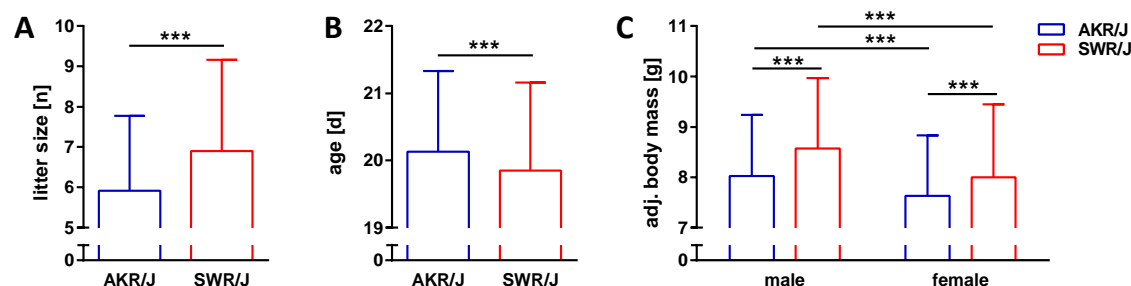 A
litter size [n]
10
9
8
7
6
5
0
***
AKR/J SWR/J
B
age [d]
22
21
20
19
0
***
AKR/J SWR/J
C
adj. body mass [g]
11
10
9
8
7
0
***
***
***
***
male female
AKR/J
SWR/J